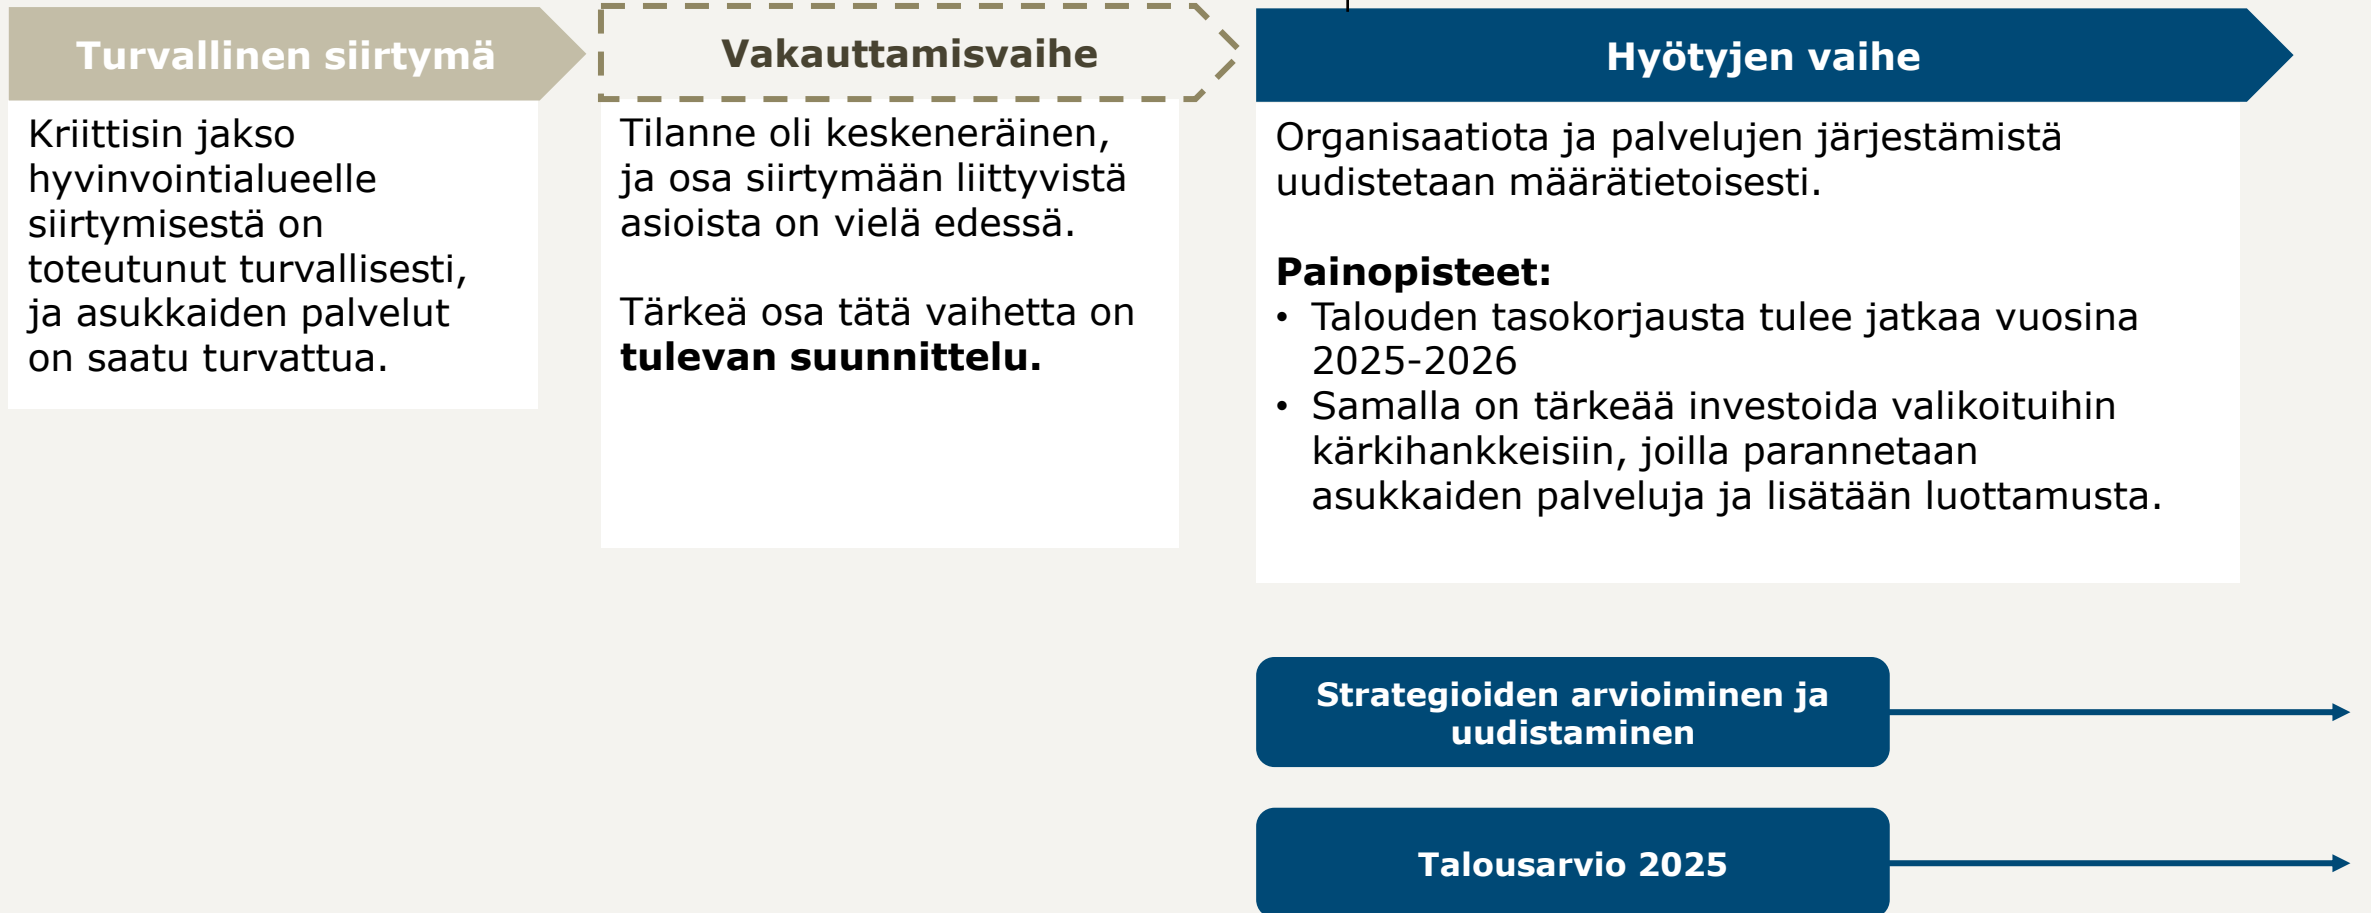 Turvallinen siirtymä
Kriittisin jakso
hyvinvointialueelle
siirtymisestä on
toteutunut turvallisesti,
ja asukkaiden palvelut
on saatu turvattua.
Vakauttamisvaihe
Tilanne oli keskeneräinen,
ja osa siirtymään liittyvistä
asioista on vielä edessä.
Tärkeä osa tätä vaihetta on
tulevan suunnittelu.
Hyötyjen vaihe
Organisaatiota ja palvelujen järjestämistä
uudistetaan määrätietoisesti.
Painopisteet:
• Talouden tasokorjausta tulee jatkaa vuosina
2025-2026
• Samalla on tärkeää investoida valikoituihin
kärkihankkeisiin, joilla parannetaan
asukkaiden palveluja ja lisätään luottamusta.
Strategioiden arvioiminen ja
uudistaminen
Talousarvio 2025